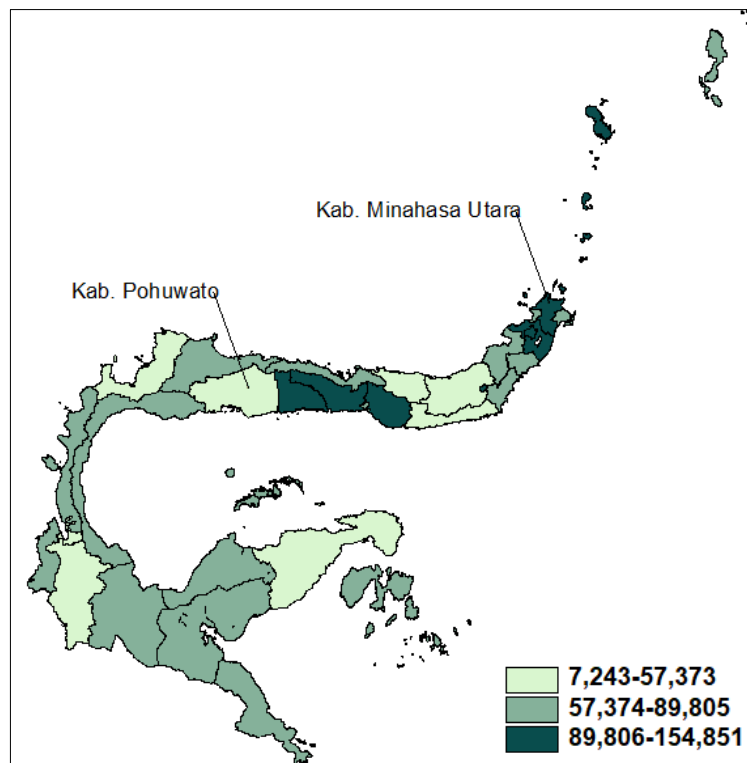 Kab. Minahasa Utara
Kab. Pohuwato
7,243-57,373
57,374-89,805
89,806-154,851